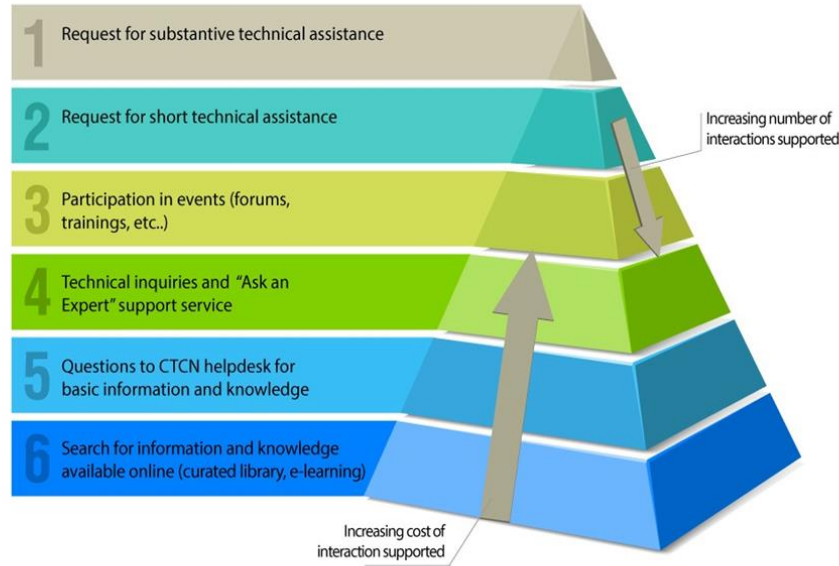 1
Request for substantive technical assistance
2
Request for short technical assistance
Increasing number of
interactions supported
3
Participation in events (forums,
trainings, etc..)
4
Technical inquiries and “Ask an
Expert” support service
5
Questions to CTCN helpdesk for
basic information and knowledge
6
Search for information and knowledge
available online (curated library, e-learning)
Increasing cost of
interaction supported